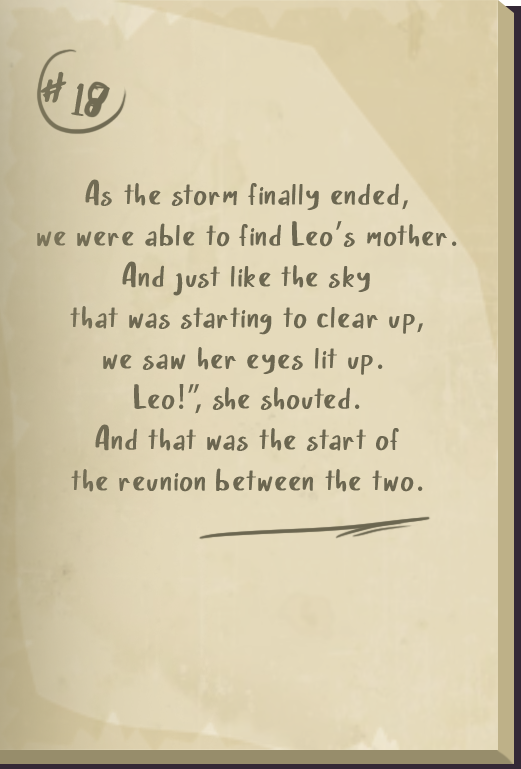 #18
As the storm finally ended,
we were able to find Leo's mother.
And just like the sky
that was starting to clear up,
we saw her eyes lit up.
Leo!", she shouted.
And that was the start of
the reunion between the two.